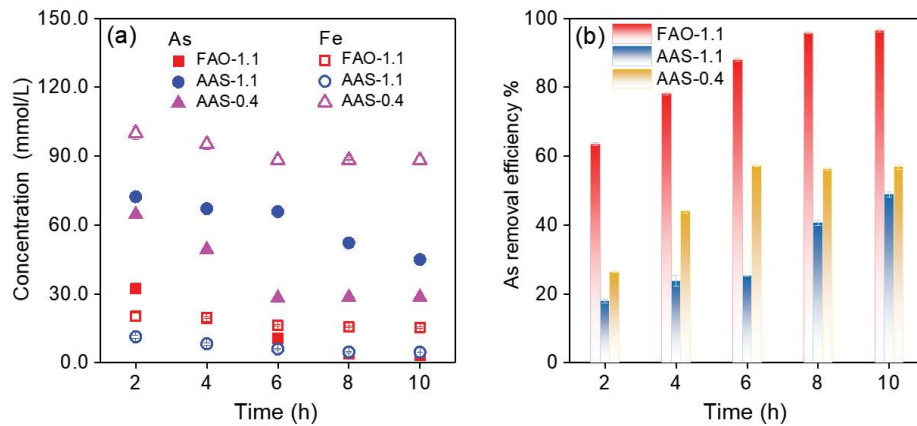 (a)
As Fe
FAO-1.1 FAO-1.1
AAS-1.1 AAS-1.1
AAS-0.4 AAS-0.4
150.0
120.0
90.0
60.0
30.0
0.0
Concentration (mmol/L)
2 4 6 8 10
Time (h)
(b)
FAO-1.1
AAS-1.1
AAS-0.4
100
80
60
40
20
0
As removal efficiency %
2 4 6 8 10
Time (h)